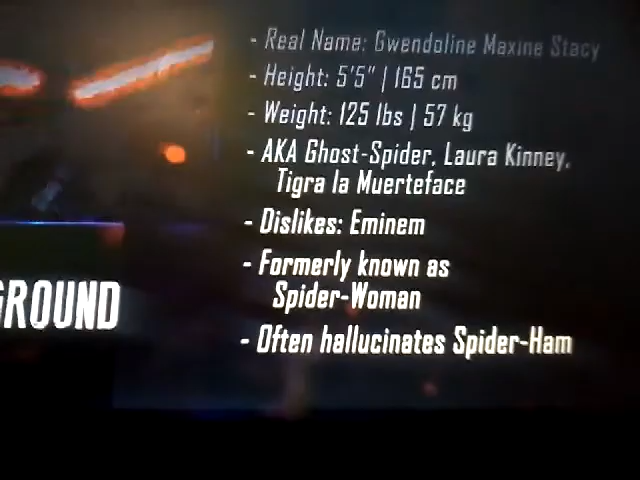 - Real Name: Gwendoline Maxine Stacy
- Height: 5'5" | 165 cm
- Weight: 125 lbs | 57 kg
- AKA Ghost-Spider, Laura Kinney,
Tigra la Muerteface
- Dislikes: Eminem
- Formerly known as
Spider-Woman
- Often hallucinates Spider-Ham
GROUND